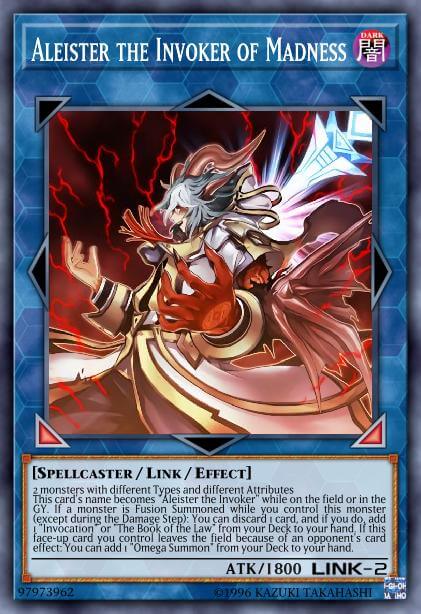 ALEISTER THE INVOKER OF MADNESS
DARK
闇
[SPELLCASTER / LINK / EFFECT]
2 monsters with different Types and different Attributes
This card's name becomes "Aleister the Invoker" while on the field or in the
GY. If a monster is Fusion Summoned while you control this monster
(except during the Damage Step): You can discard 1 card, and if you do, add
1 "Invocation" or "The Book of the Law" from your Deck to your hand. If this
face-up card you control leaves the field because of an opponent's card
effect: You can add 1 "Omega Summon" from your Deck to your hand.
ATK/1800 LINK-2
97973962 ©1996 KAZUKI TAKAHASHI